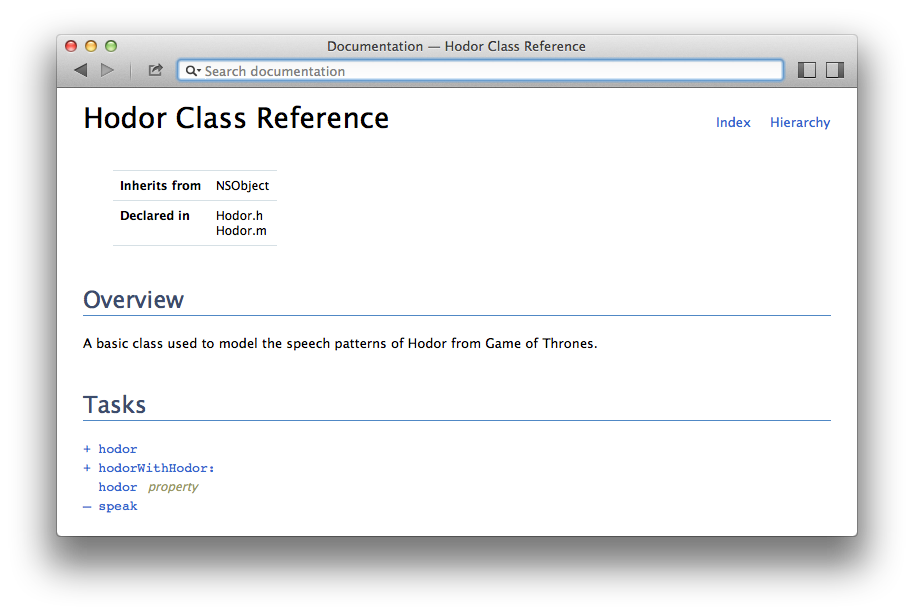 Documentation — Hodor Class Reference
Search documentation
Hodor Class Reference
Index Hierarchy
Inherits from NSObject
Declared in Hodor.h
Hodor.m
Overview
A basic class used to model the speech patterns of Hodor from Game of Thrones.
Tasks
+ hodor
+ hodorWithHodor:
hodor property
– speak